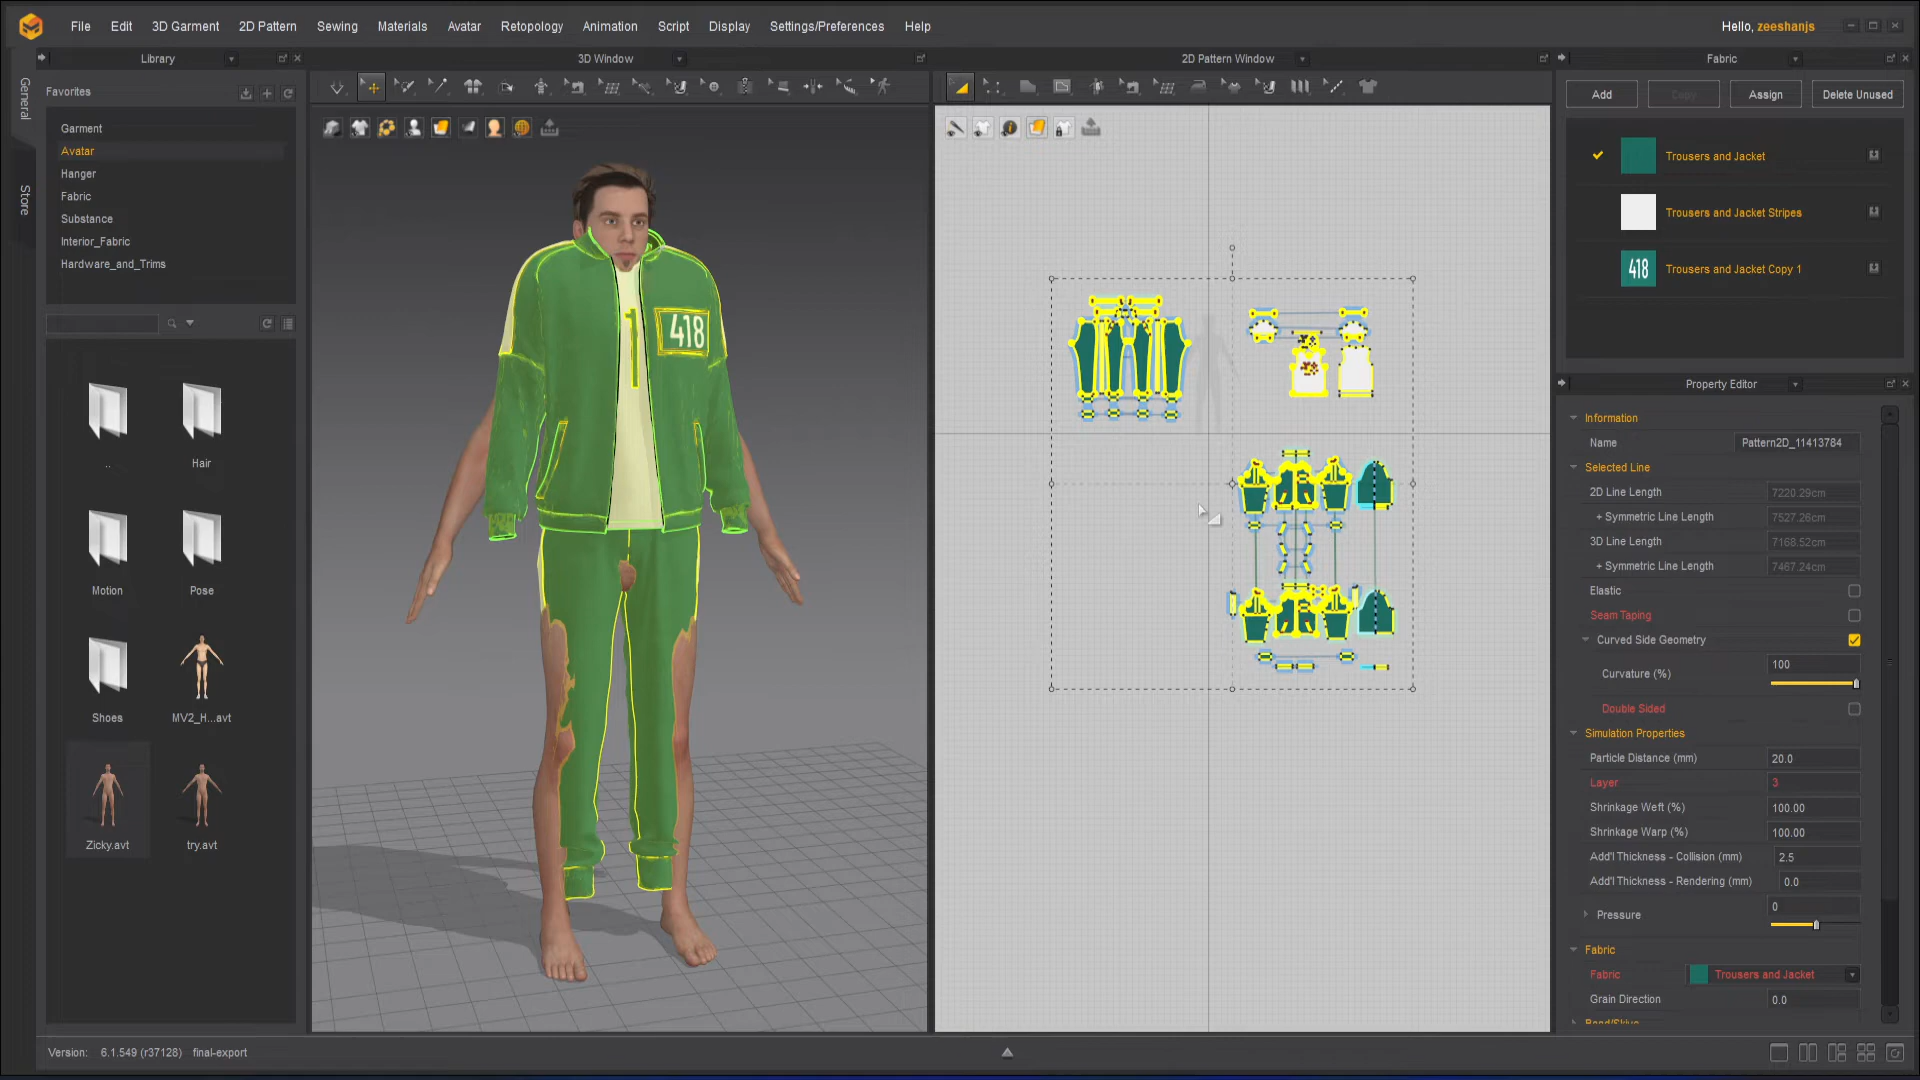 File Edit 3D Garment 2D Pattern Sewing Materials Avatar Retopology Animation Script Display Settings/Preferences Help
Hello, zeeshanjs
Library
3D Window
2D Pattern Window
Fabric
General
Store
Favorites
Garment
Avatar
Hanger
Fabric
Substance
Interior_Fabric
Hardware_and_Trims
..
Hair
Motion
Pose
Shoes
MV2_H...avt
Zicky.avt
try.avt
1
418
Add
Copy
Assign
Delete Unused
Trousers and Jacket
Trousers and Jacket Stripes
418
Trousers and Jacket Copy 1
Property Editor
Information
Name Pattern2D_11413784
Selected Line
2D Line Length 7220.29cm
+ Symmetric Line Length 7527.26cm
3D Line Length 7168.52cm
+ Symmetric Line Length 7467.24cm
Elastic
Seam Taping
Curved Side Geometry
Curvature (%) 100
Double Sided
Simulation Properties
Particle Distance (mm) 20.0
Layer 3
Shrinkage Weft (%) 100.00
Shrinkage Warp (%) 100.00
Add'l Thickness - Collision (mm) 2.5
Add'l Thickness - Rendering (mm) 0.0
Pressure 0
Fabric
Fabric Trousers and Jacket
Grain Direction 0.0
Bond/Skive
Version: 6.1.549 (r37128) final-export